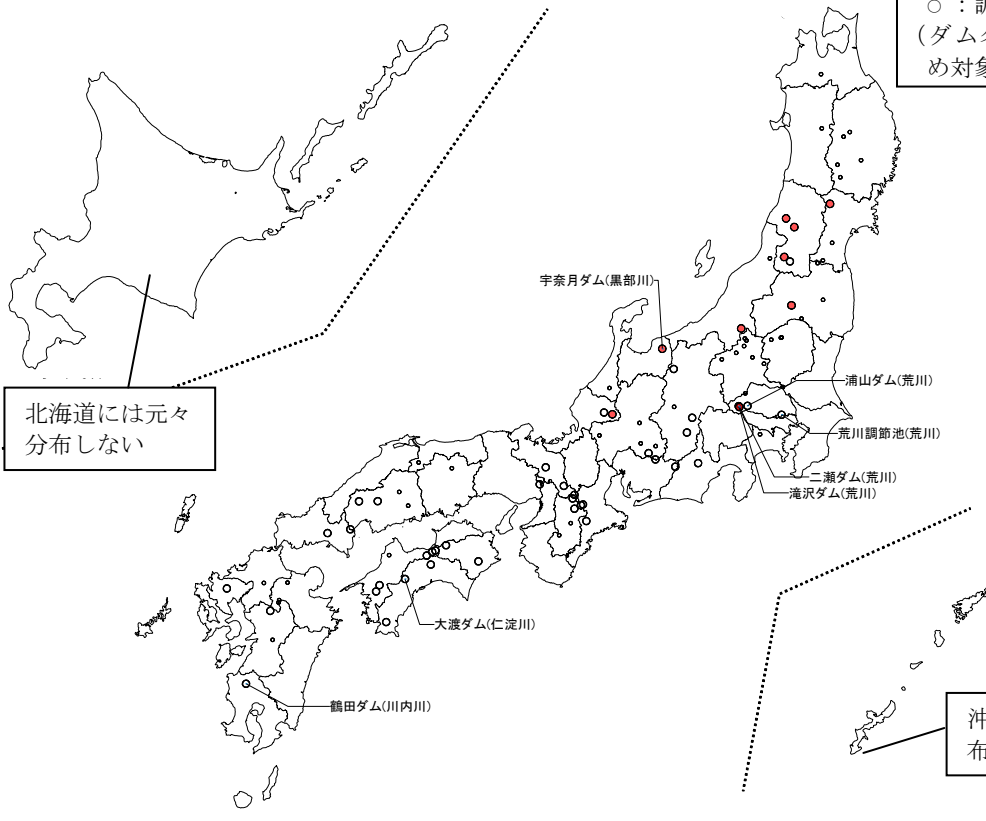 ○ ：調
（ダム
め対象
宇奈月ダム(黒部川)
浦山ダム(荒川)
荒川調節池(荒川)
二瀬ダム(荒川)
滝沢ダム(荒川)
北海道には元々
分布しない
大渡ダム(仁淀川)
鶴田ダム(川内川)
沖
布